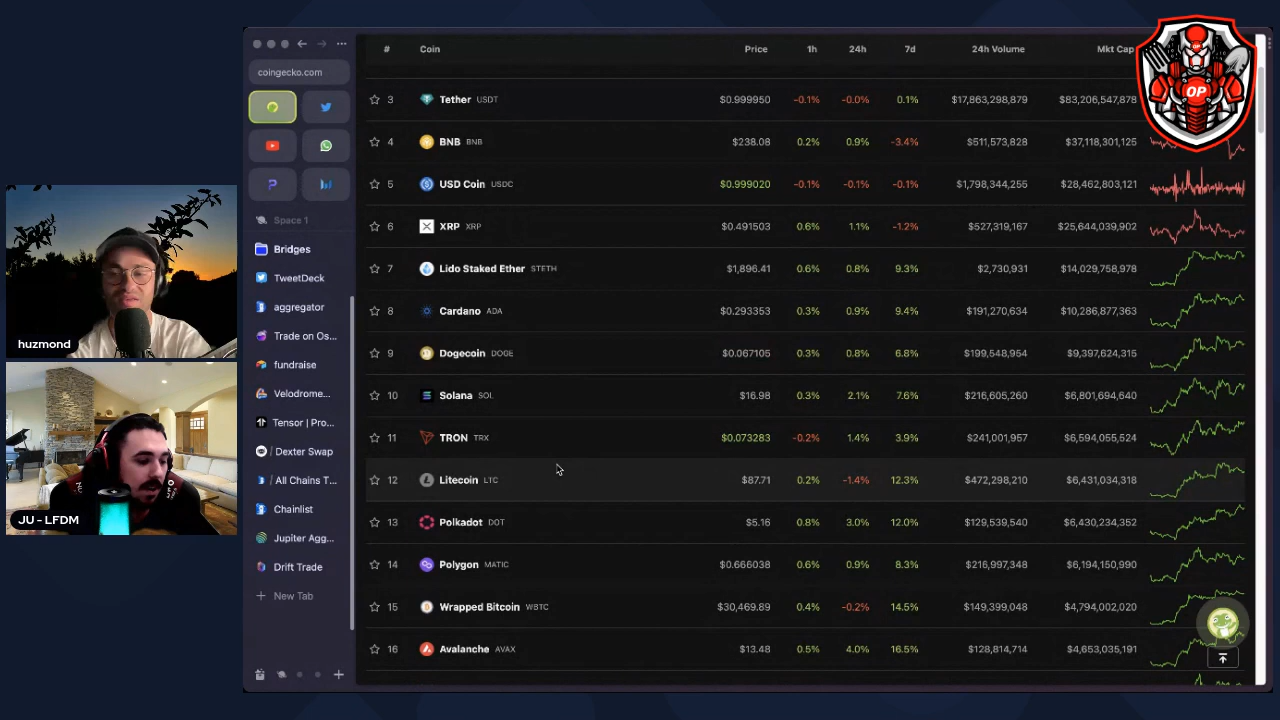 OP
OP
coingecko.com
Space 1
Bridges
TweetDeck
aggregator
Trade on Os...
fundraise
Velodrome...
Tensor | Pro...
/ Dexter Swap
/ All Chains T...
Chainlist
Jupiter Agg...
Drift Trade
New Tab
huzmond
JU - LFDM
# Coin Price 1h 24h 7d 24h Volume Mkt Cap
3 Tether USDT $0.999950 -0.1% -0.0% 0.1% $17,863,298,879 $83,206,547,878
4 BNB BNB $238.08 0.2% 0.9% -3.4% $511,573,828 $37,118,301,125
5 USD Coin USDC $0.999020 -0.1% -0.1% -0.1% $1,798,344,255 $28,462,803,121
6 XRP XRP $0.491503 0.6% 1.1% -1.2% $527,319,167 $25,644,039,902
7 Lido Staked Ether STETH $1,896.41 0.6% 0.8% 9.3% $2,730,931 $14,029,758,978
8 Cardano ADA $0.293353 0.3% 0.9% 9.4% $191,270,634 $10,286,877,363
9 Dogecoin DOGE $0.067105 0.3% 0.8% 6.8% $199,548,954 $9,397,624,315
10 Solana SOL $16.98 0.3% 2.1% 7.6% $216,605,260 $6,801,694,640
11 TRON TRX $0.073283 -0.2% 1.4% 3.9% $241,001,957 $6,594,055,524
12 Litecoin LTC $87.71 0.2% -1.4% 12.3% $472,298,210 $6,431,034,318
13 Polkadot DOT $5.16 0.8% 3.0% 12.0% $129,539,540 $6,430,234,352
14 Polygon MATIC $0.666038 0.6% 0.9% 8.3% $216,997,348 $6,194,150,990
15 Wrapped Bitcoin WBTC $30,469.89 0.4% -0.2% 14.5% $149,399,048 $4,794,002,020
16 Avalanche AVAX $13.48 0.5% 4.0% 16.5% $128,814,714 $4,653,035,191